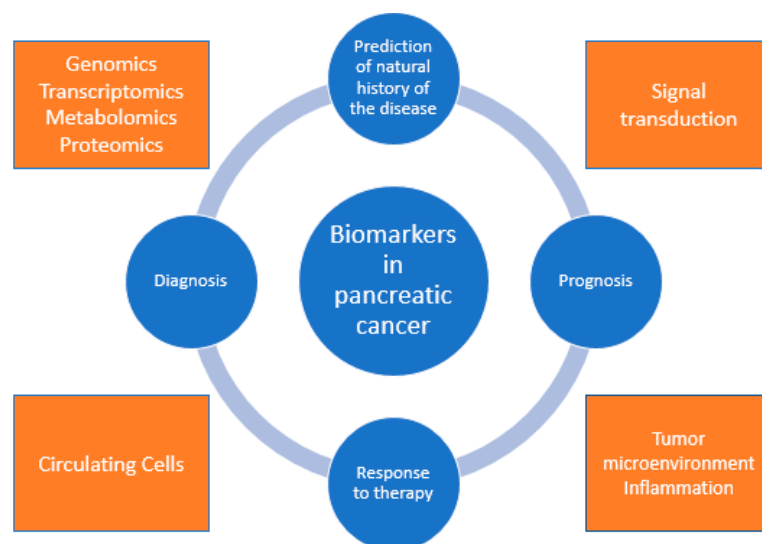 Genomics
Transcriptomics
Metabolomics
Proteomics
Prediction
of natural
history of
the disease
Signal
transduction
Diagnosis
Biomarkers
in
pancreatic
cancer
Prognosis
Circulating Cells
Response
to therapy
Tumor
microenvironment
Inflammation